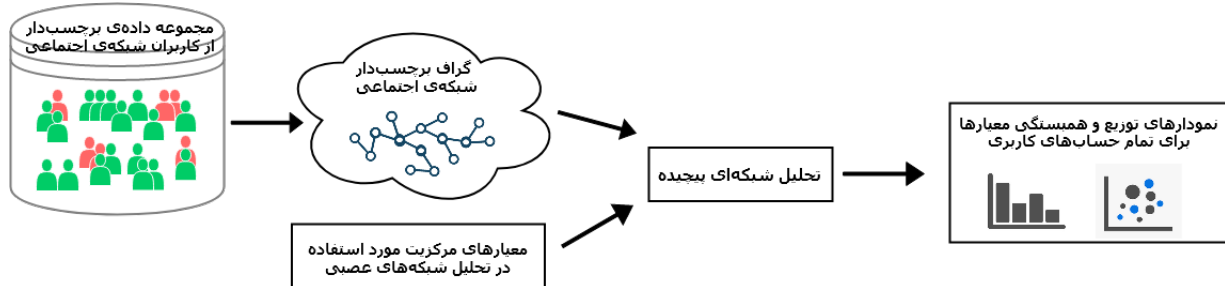 مجموعه داده‌ی برچسب‌دار
از کاربران شبکه‌ی اجتماعی
گراف برچسب‌دار
شبکه‌ی اجتماعی
معیارهای مرکزیت مورد استفاده
در تحلیل شبکه‌های عصبی
تحلیل شبکه‌ای پیچیده
نمودارهای توزیع و همبستگی معیارها
برای تمام حساب‌های کاربری